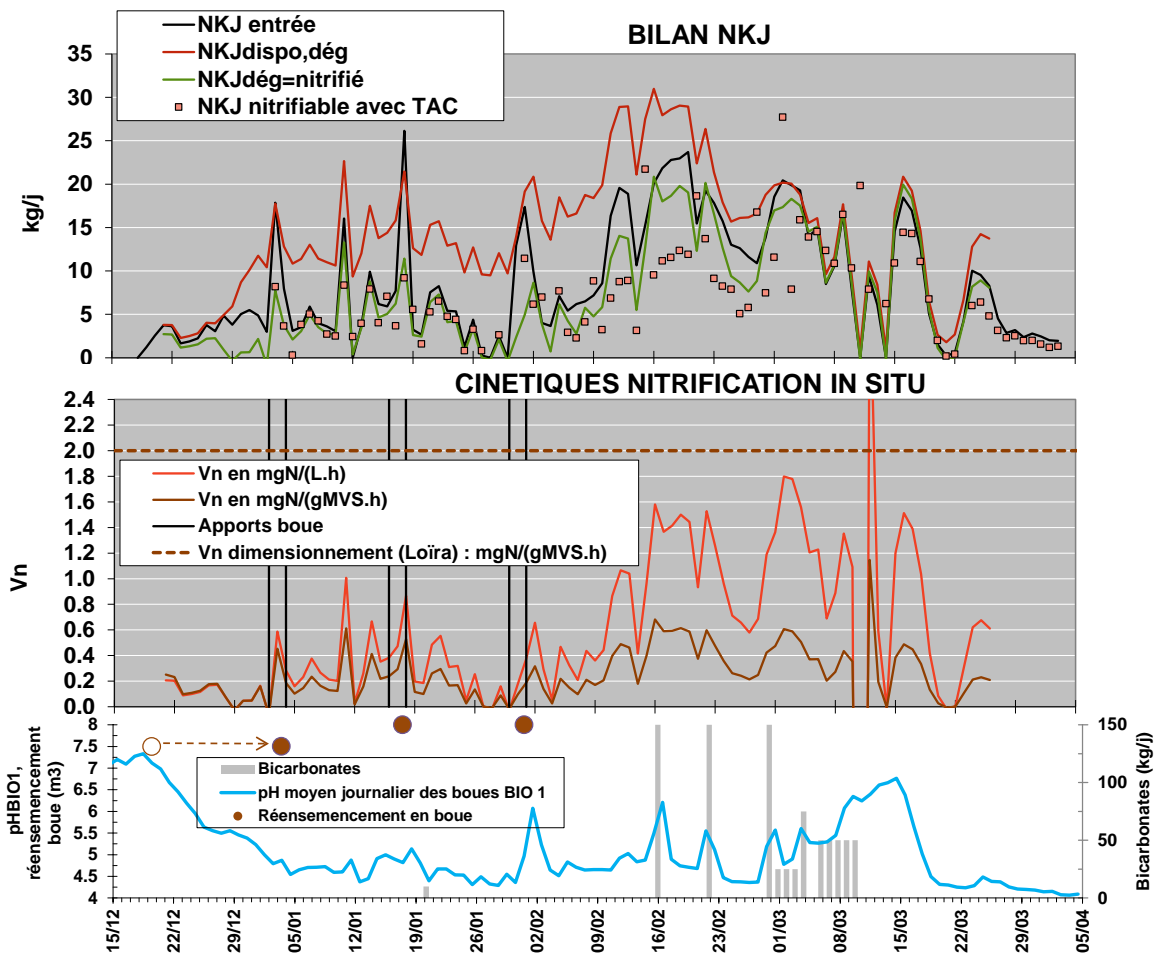 BILAN NKJ
NKJ entrée
NKJdispo,dég
NKJdég=nitrifié
NKJ nitrifiable avec TAC
kg/j
35
30
25
20
15
10
5
0
CINETIQUES NITRIFICATION IN SITU
Vn
2.4
2.2
2.0
1.8
1.6
1.4
1.2
1.0
0.8
0.6
0.4
0.2
0.0
Vn en mgN/(L.h)
Vn en mgN/(gMVS.h)
Apports boue
Vn dimensionnement (Loïra) : mgN/(gMVS.h)
pHBIO1,
réensemencement
boue (m3)
8
7.5
7
6.5
6
5.5
5
4.5
4
Bicarbonates
pH moyen journalier des boues BIO 1
Réensemencement en boue
150
100
50
0
Bicarbonates (kg/j)
15/12
22/12
29/12
05/01
12/01
19/01
26/01
02/02
09/02
16/02
23/02
01/03
08/03
15/03
22/03
29/03
05/04